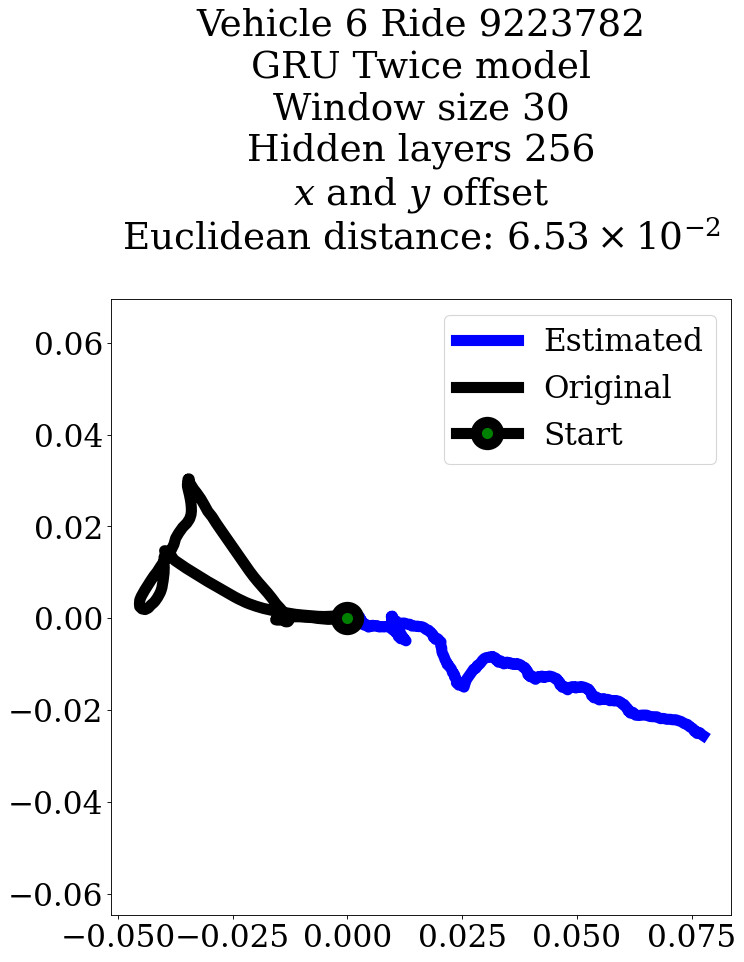 Vehicle 6 Ride 9223782
GRU Twice model
Window size 30
Hidden layers 256
x and y offset
Euclidean distance: 6.53 × 10⁻²
Estimated
Original
Start
0.06
0.04
0.02
0.00
−0.02
−0.04
−0.06
−0.050 −0.025 0.000 0.025 0.050 0.075